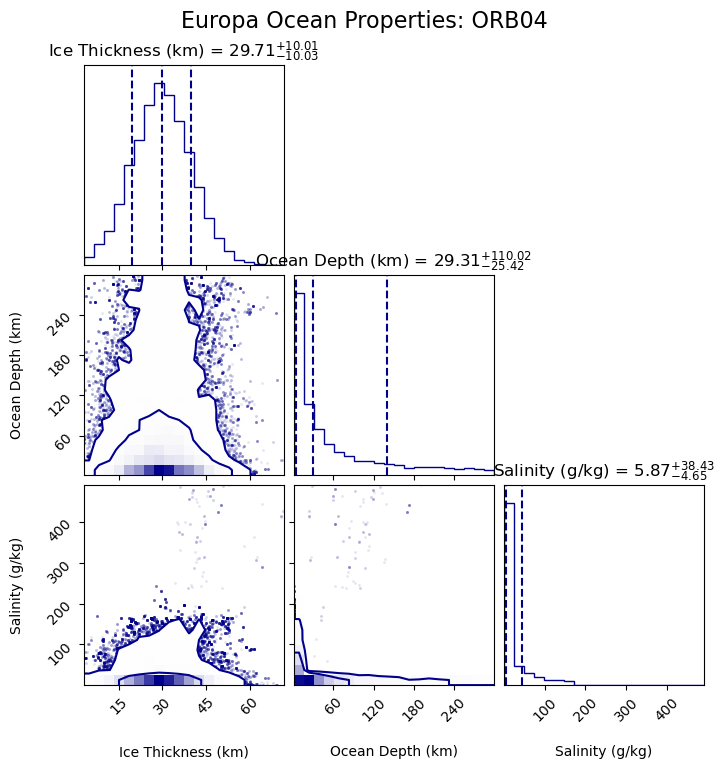 Europa Ocean Properties: ORB04
Ice Thickness (km) = 29.71+10.01−10.03
Ocean Depth (km) = 29.31+110.02−25.42
Ocean Depth (km)
240
180
120
60
Salinity (g/kg) = 5.87+38.43−4.65
Salinity (g/kg)
400
300
200
100
15 30 45 60
60 120 180 240
100 200 300 400
Ice Thickness (km)
Ocean Depth (km)
Salinity (g/kg)